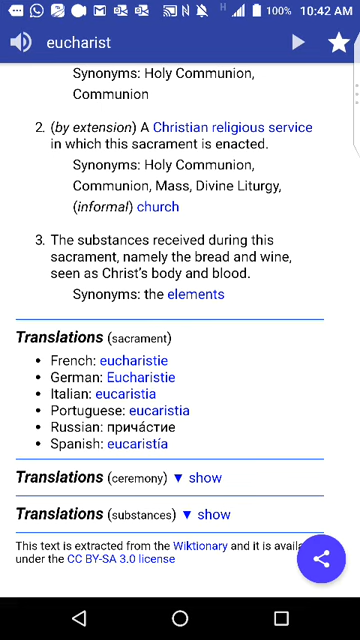 H 100% 10:42 AM
eucharist
Synonyms: Holy Communion,
Communion
2. (by extension) A Christian religious service
in which this sacrament is enacted.
Synonyms: Holy Communion,
Communion, Mass, Divine Liturgy,
(informal) church
3. The substances received during this
sacrament, namely the bread and wine,
seen as Christ's body and blood.
Synonyms: the elements
Translations (sacrament)
• French: eucharistie
• German: Eucharistie
• Italian: eucaristia
• Portuguese: eucaristia
• Russian: прича́стие
• Spanish: eucaristía
Translations (ceremony) ▼ show
Translations (substances) ▼ show
This text is extracted from the Wiktionary and it is
under the CC BY-SA 3.0 license